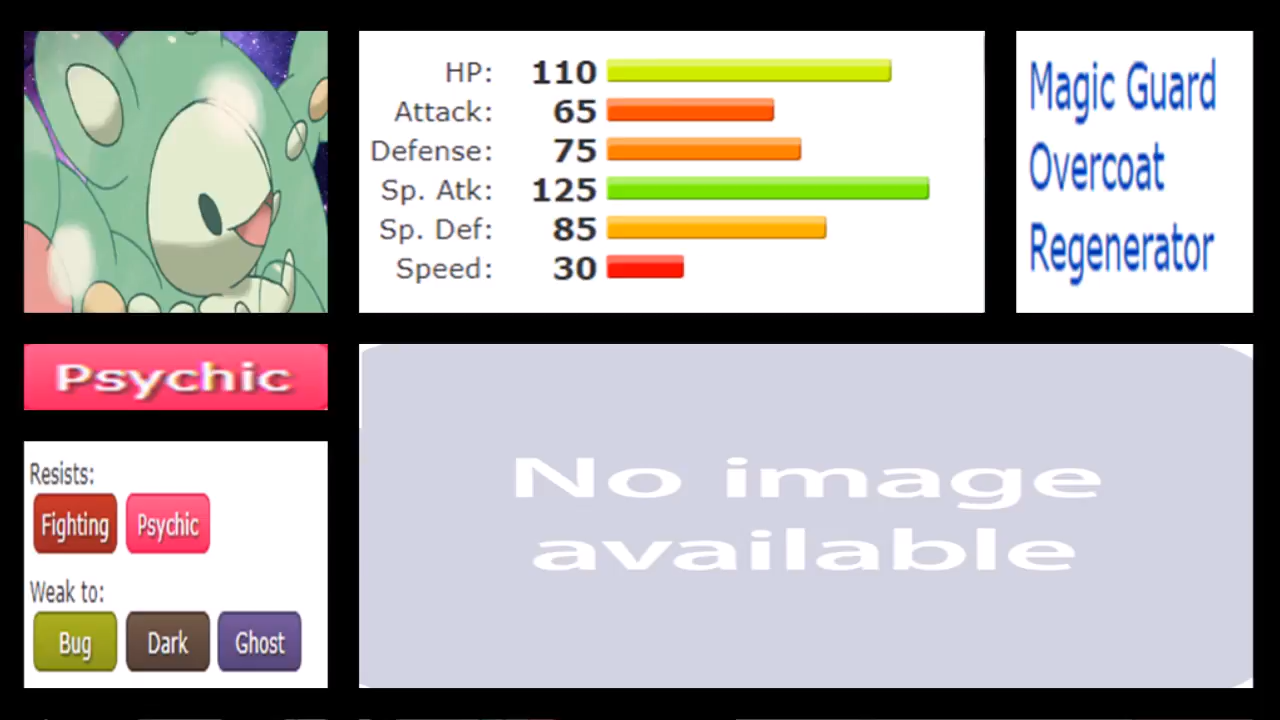 HP: 110
Attack: 65
Defense: 75
Sp. Atk: 125
Sp. Def: 85
Speed: 30
Magic Guard
Overcoat
Regenerator
Psychic
Resists:
Fighting Psychic
Weak to:
Bug Dark Ghost
No image
available